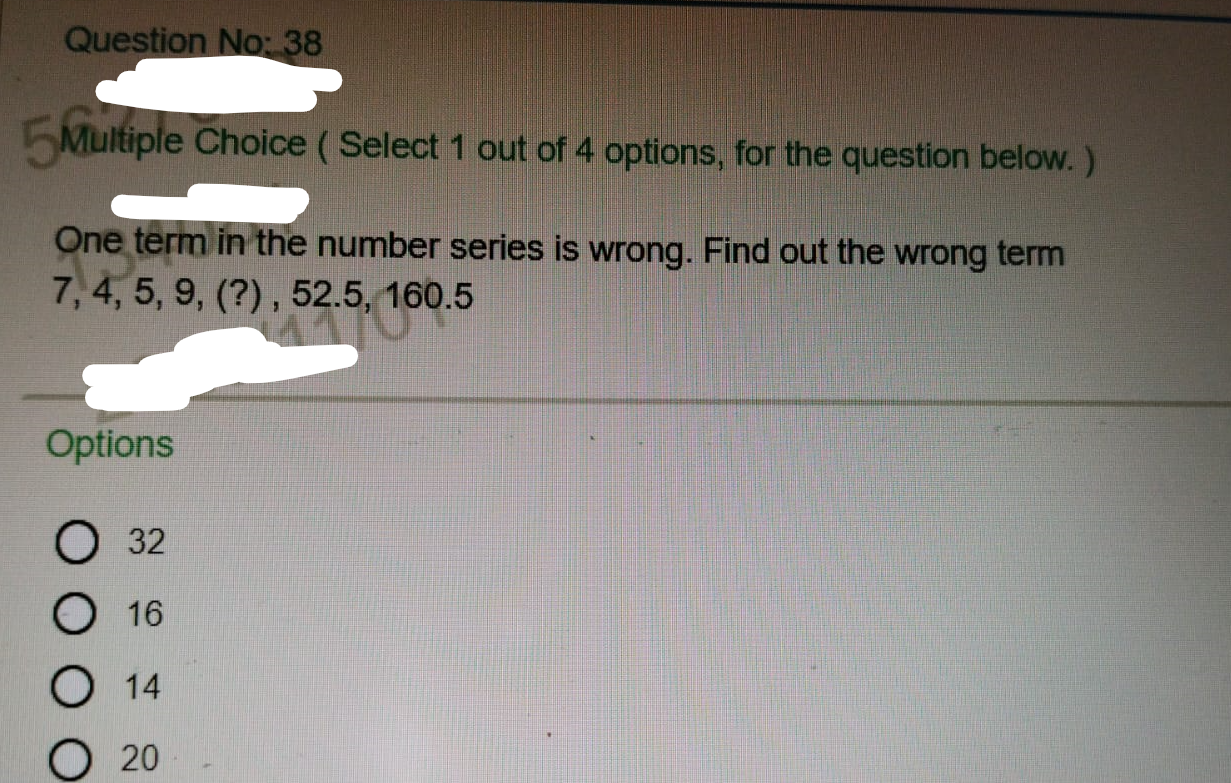 Question No: 38
Multiple Choice ( Select 1 out of 4 options, for the question below. )
One term in the number series is wrong. Find out the wrong term
7, 4, 5, 9, (?) , 52.5, 160.5
Options
32
16
14
20